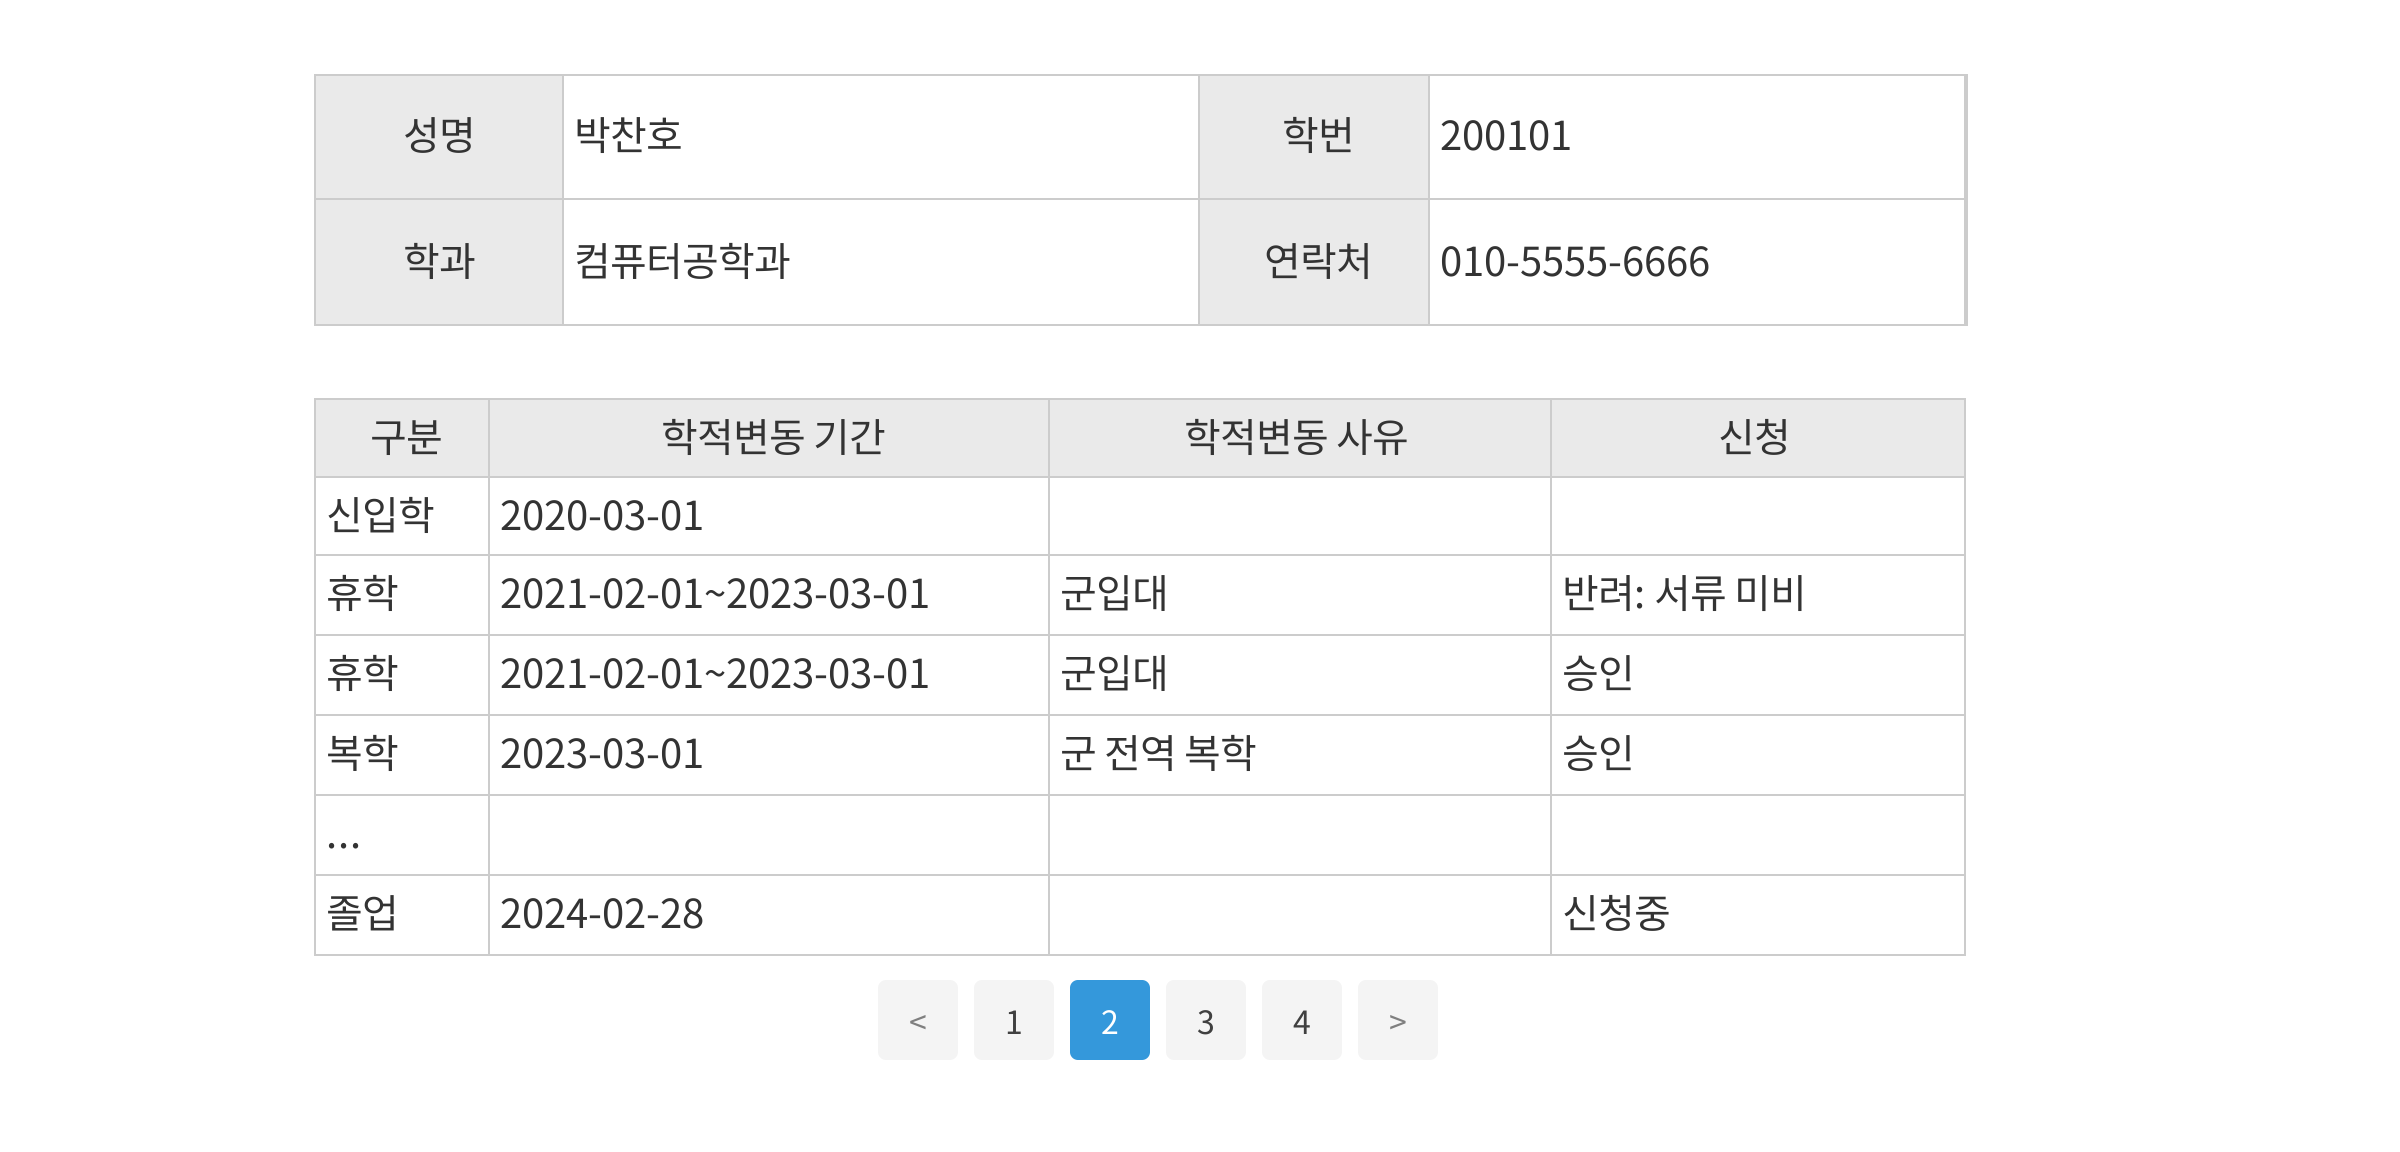 성명 박찬호 학번 200101
학과 컴퓨터공학과 연락처 010-5555-6666
구분 학적변동 기간 학적변동 사유 신청
신입학 2020-03-01
휴학 2021-02-01~2023-03-01 군입대 반려: 서류 미비
휴학 2021-02-01~2023-03-01 군입대 승인
복학 2023-03-01 군 전역 복학 승인
...
졸업 2024-02-28 신청중
< 1 2 3 4 >